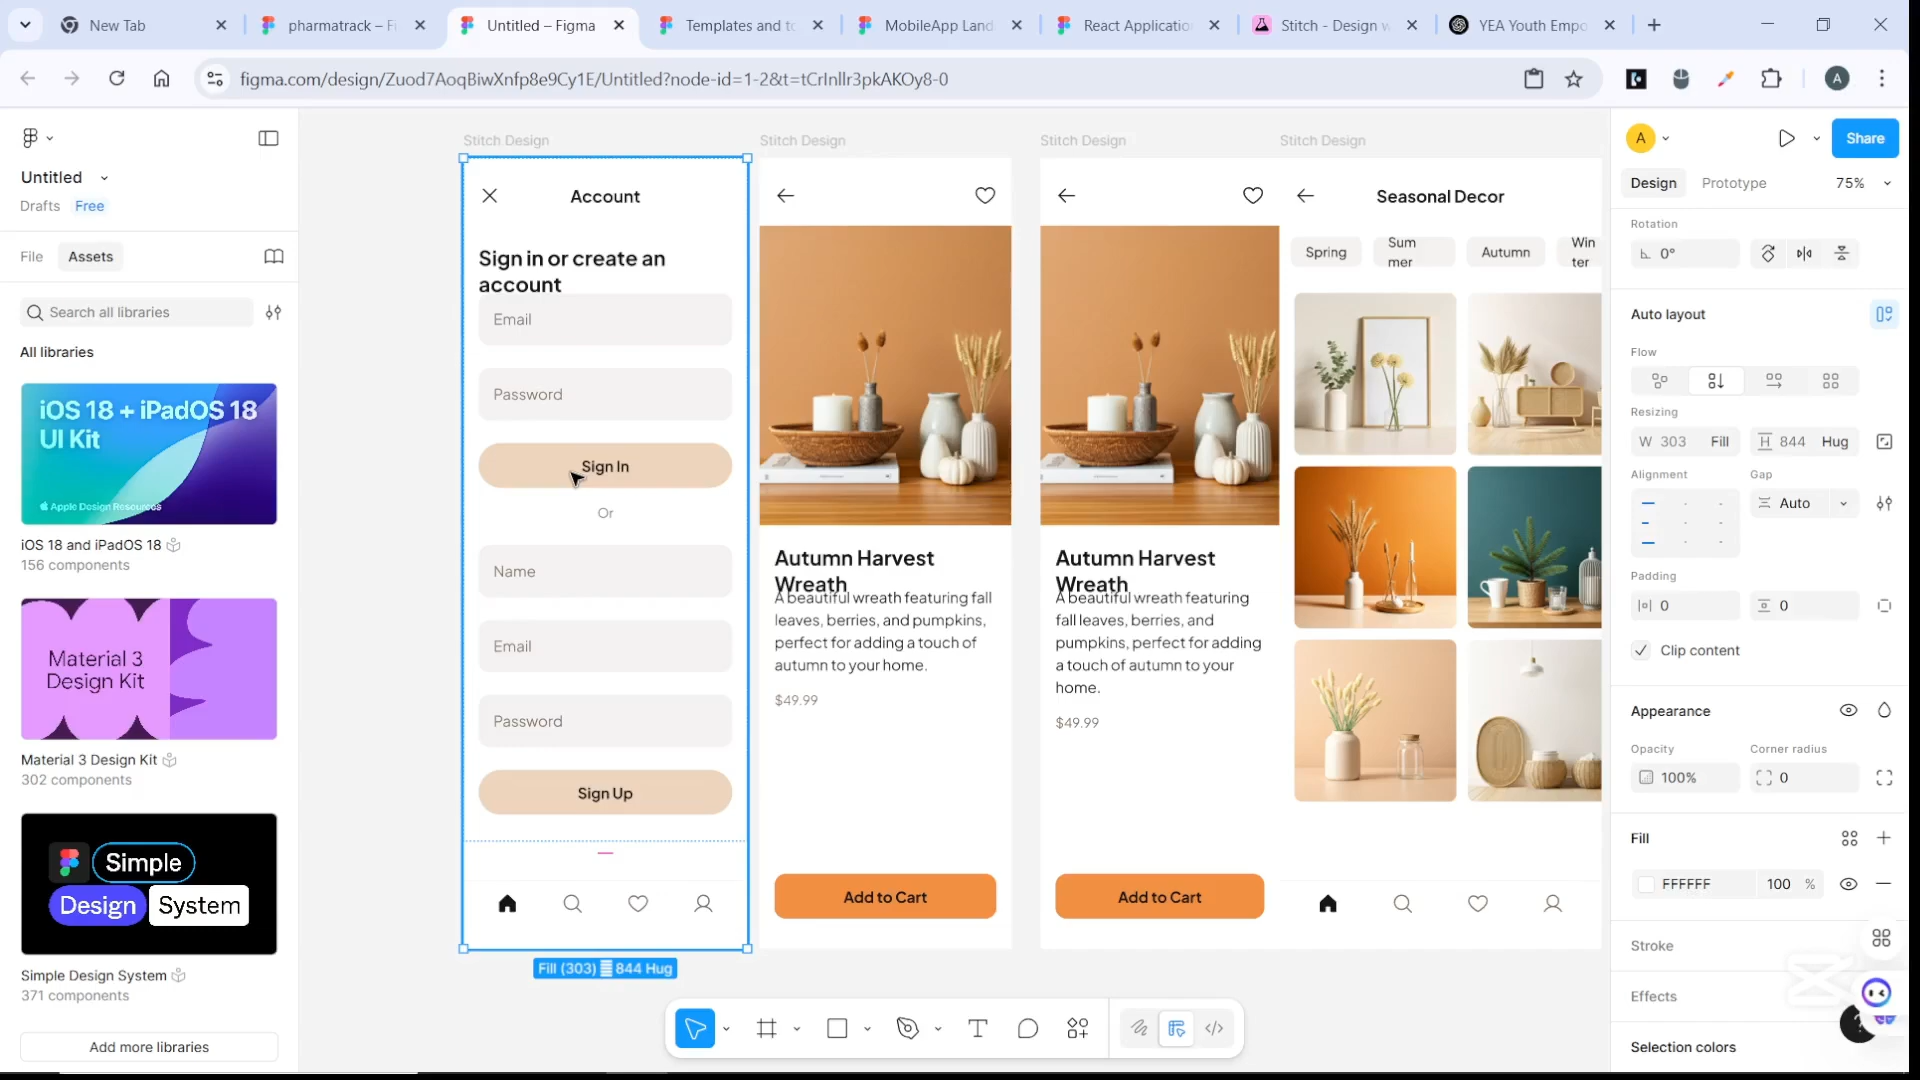 New Tab
pharmatrack – Fi
Untitled – Figma
Templates and to
MobileApp Land
React Application
Stitch - Design w
YEA Youth Empo
figma.com/design/Zuod7AoqBiwXnfp8e9Cy1E/Untitled?node-id=1-2&t=tCrInllr3pkAKOy8-0
A
Untitled
Drafts
Free
File
Assets
Search all libraries
All libraries
iOS 18 + iPadOS 18
UI Kit
Apple Design Resources
iOS 18 and iPadOS 18
156 components
Material 3
Design Kit
Material 3 Design Kit
302 components
Simple
Design System
Simple Design System
371 components
Add more libraries
Stitch Design
Account
Sign in or create an
account
Email
Password
Sign In
Or
Name
Email
Password
Sign Up
Fill (303)
844 Hug
Stitch Design
Autumn Harvest
Wreath
A beautiful wreath featuring fall
leaves, berries, and pumpkins,
perfect for adding a touch of
autumn to your home.
$49.99
Add to Cart
Stitch Design
Autumn Harvest
Wreath
A beautiful wreath featuring
fall leaves, berries, and
pumpkins, perfect for adding
a touch of autumn to your
home.
$49.99
Add to Cart
Stitch Design
Seasonal Decor
Spring
Sum
mer
Autumn
Win
ter
A
Share
Design
Prototype
75%
Rotation
0°
Auto layout
Flow
Resizing
W 303 Fill
H 844 Hug
Alignment
Gap
Auto
Padding
0
0
Clip content
Appearance
Opacity
Corner radius
100%
0
Fill
FFFFFF
100 %
Stroke
Effects
Selection colors